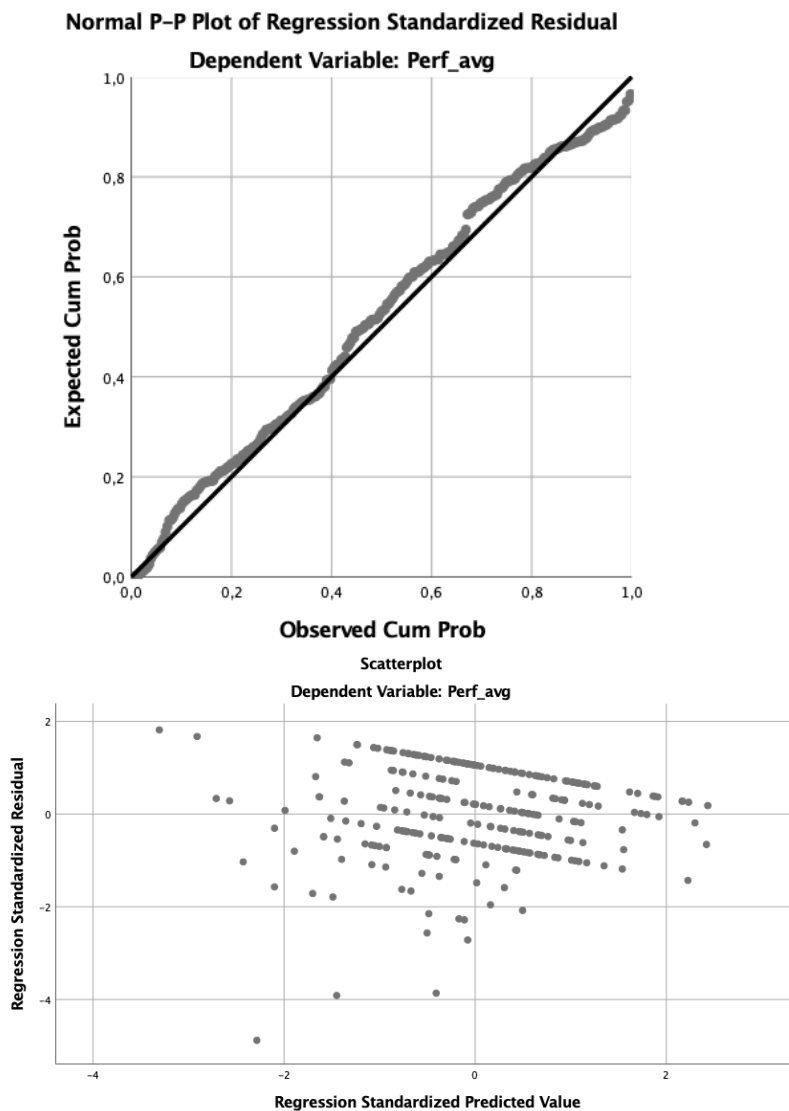 Normal P-P Plot of Regression Standardized Residual
Dependent Variable: Perf_avg
1,0
0,8
0,6
0,4
0,2
0,0
Expected Cum Prob
0,0 0,2 0,4 0,6 0,8 1,0
Observed Cum Prob
Scatterplot
Dependent Variable: Perf_avg
2
0
-2
-4
Regression Standardized Residual
-4 -2 0 2
Regression Standardized Predicted Value